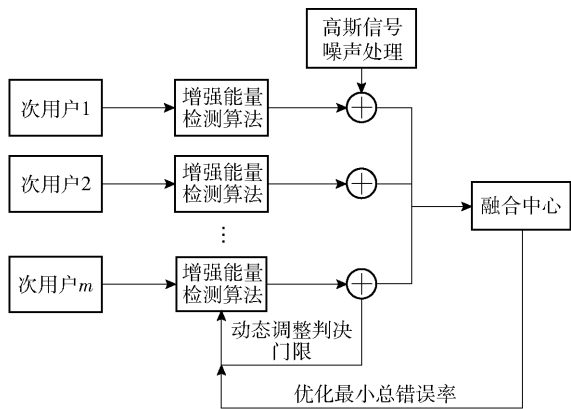 高斯信号
噪声处理
次用户1
增强能量
检测算法
次用户2
增强能量
检测算法
融合中心
⋮
次用户m
增强能量
检测算法
动态调整判决
门限
优化最小总错误率